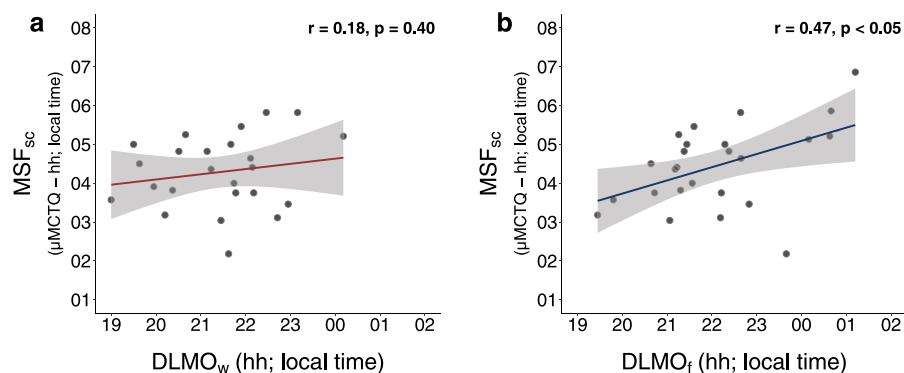 a
r = 0.18, p = 0.40
MSFsc
(μMCTQ – hh; local time)
08
07
06
05
04
03
02
01
19 20 21 22 23 00 01 02
DLMOw (hh; local time)
b
r = 0.47, p < 0.05
MSFsc
(μMCTQ – hh; local time)
08
07
06
05
04
03
02
01
19 20 21 22 23 00 01 02
DLMOf (hh; local time)